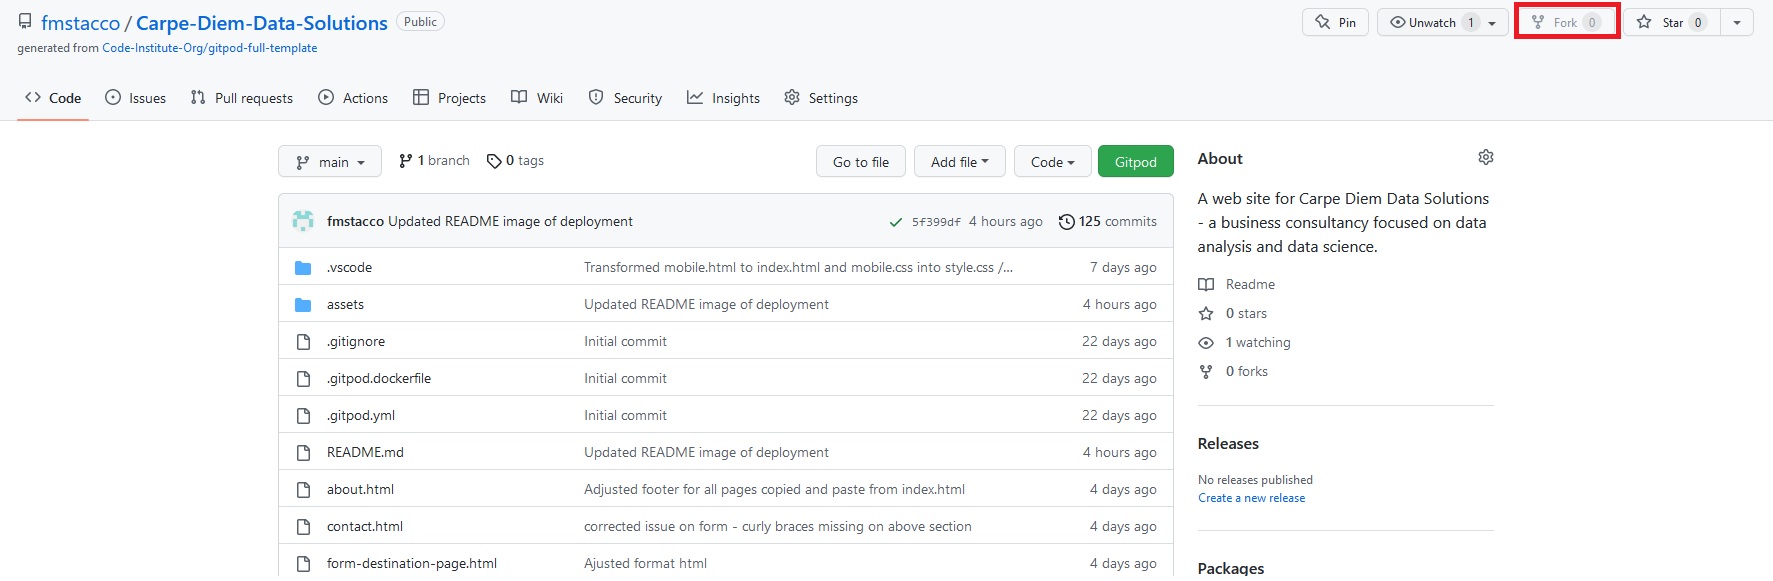 fmstacco / Carpe-Diem-Data-Solutions Public
generated from Code-Institute-Org/gitpod-full-template
Pin
Unwatch 1
Fork 0
Star 0
Code Issues Pull requests Actions Projects Wiki Security Insights Settings
main 1 branch 0 tags Go to file Add file Code Gitpod
fmstacco Updated README image of deployment 5f399df 4 hours ago 125 commits
.vscode Transformed mobile.html to index.html and mobile.css into style.css /... 7 days ago
assets Updated README image of deployment 4 hours ago
.gitignore Initial commit 22 days ago
.gitpod.dockerfile Initial commit 22 days ago
.gitpod.yml Initial commit 22 days ago
README.md Updated README image of deployment 4 hours ago
about.html Adjusted footer for all pages copied and paste from index.html 4 days ago
contact.html corrected issue on form - curly braces missing on above section 4 days ago
form-destination-page.html Ajusted format html 4 days ago
About
A web site for Carpe Diem Data Solutions
- a business consultancy focused on data
analysis and data science.
Readme
0 stars
1 watching
0 forks
Releases
No releases published
Create a new release
Packages